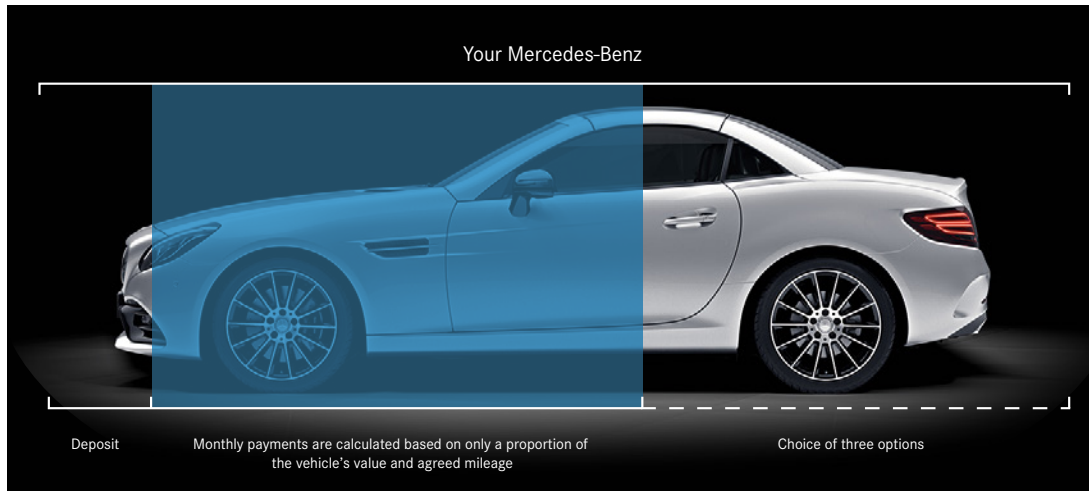 Your Mercedes-Benz
Deposit
Monthly payments are calculated based on only a proportion of
the vehicle's value and agreed mileage
Choice of three options